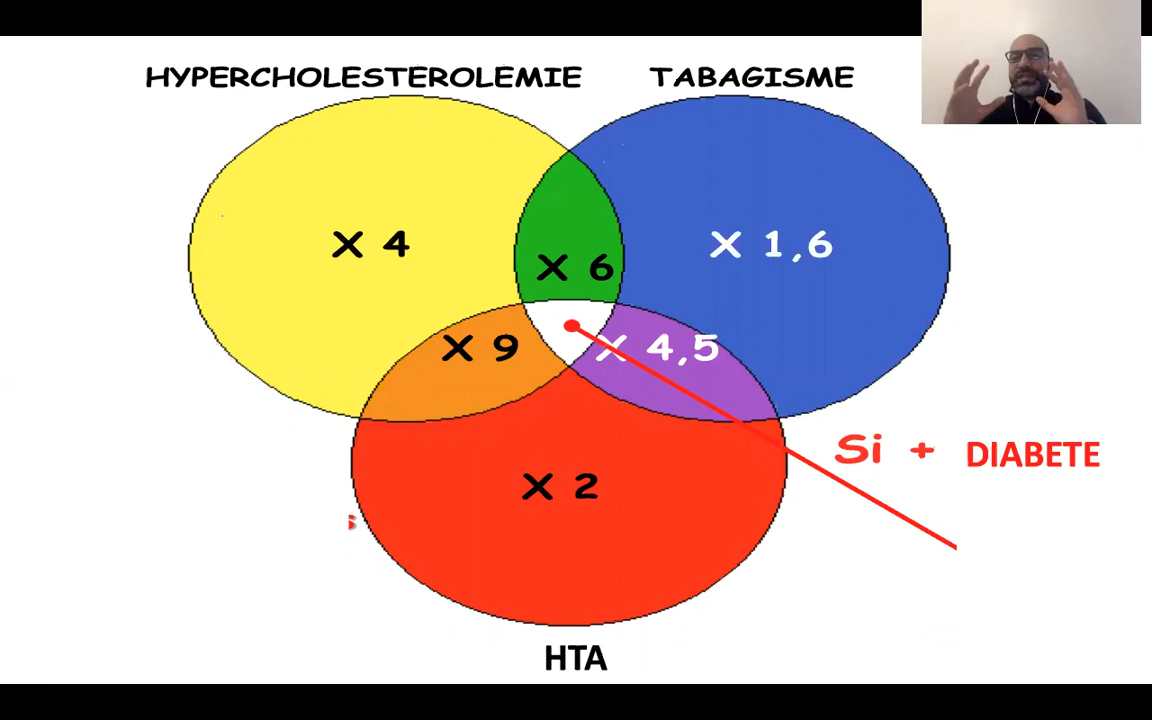 HYPERCHOLESTEROLEMIE
TABAGISME
X 4
X 1,6
X 6
X 9
X 4,5
Si + DIABETE
X 2
s
HTA